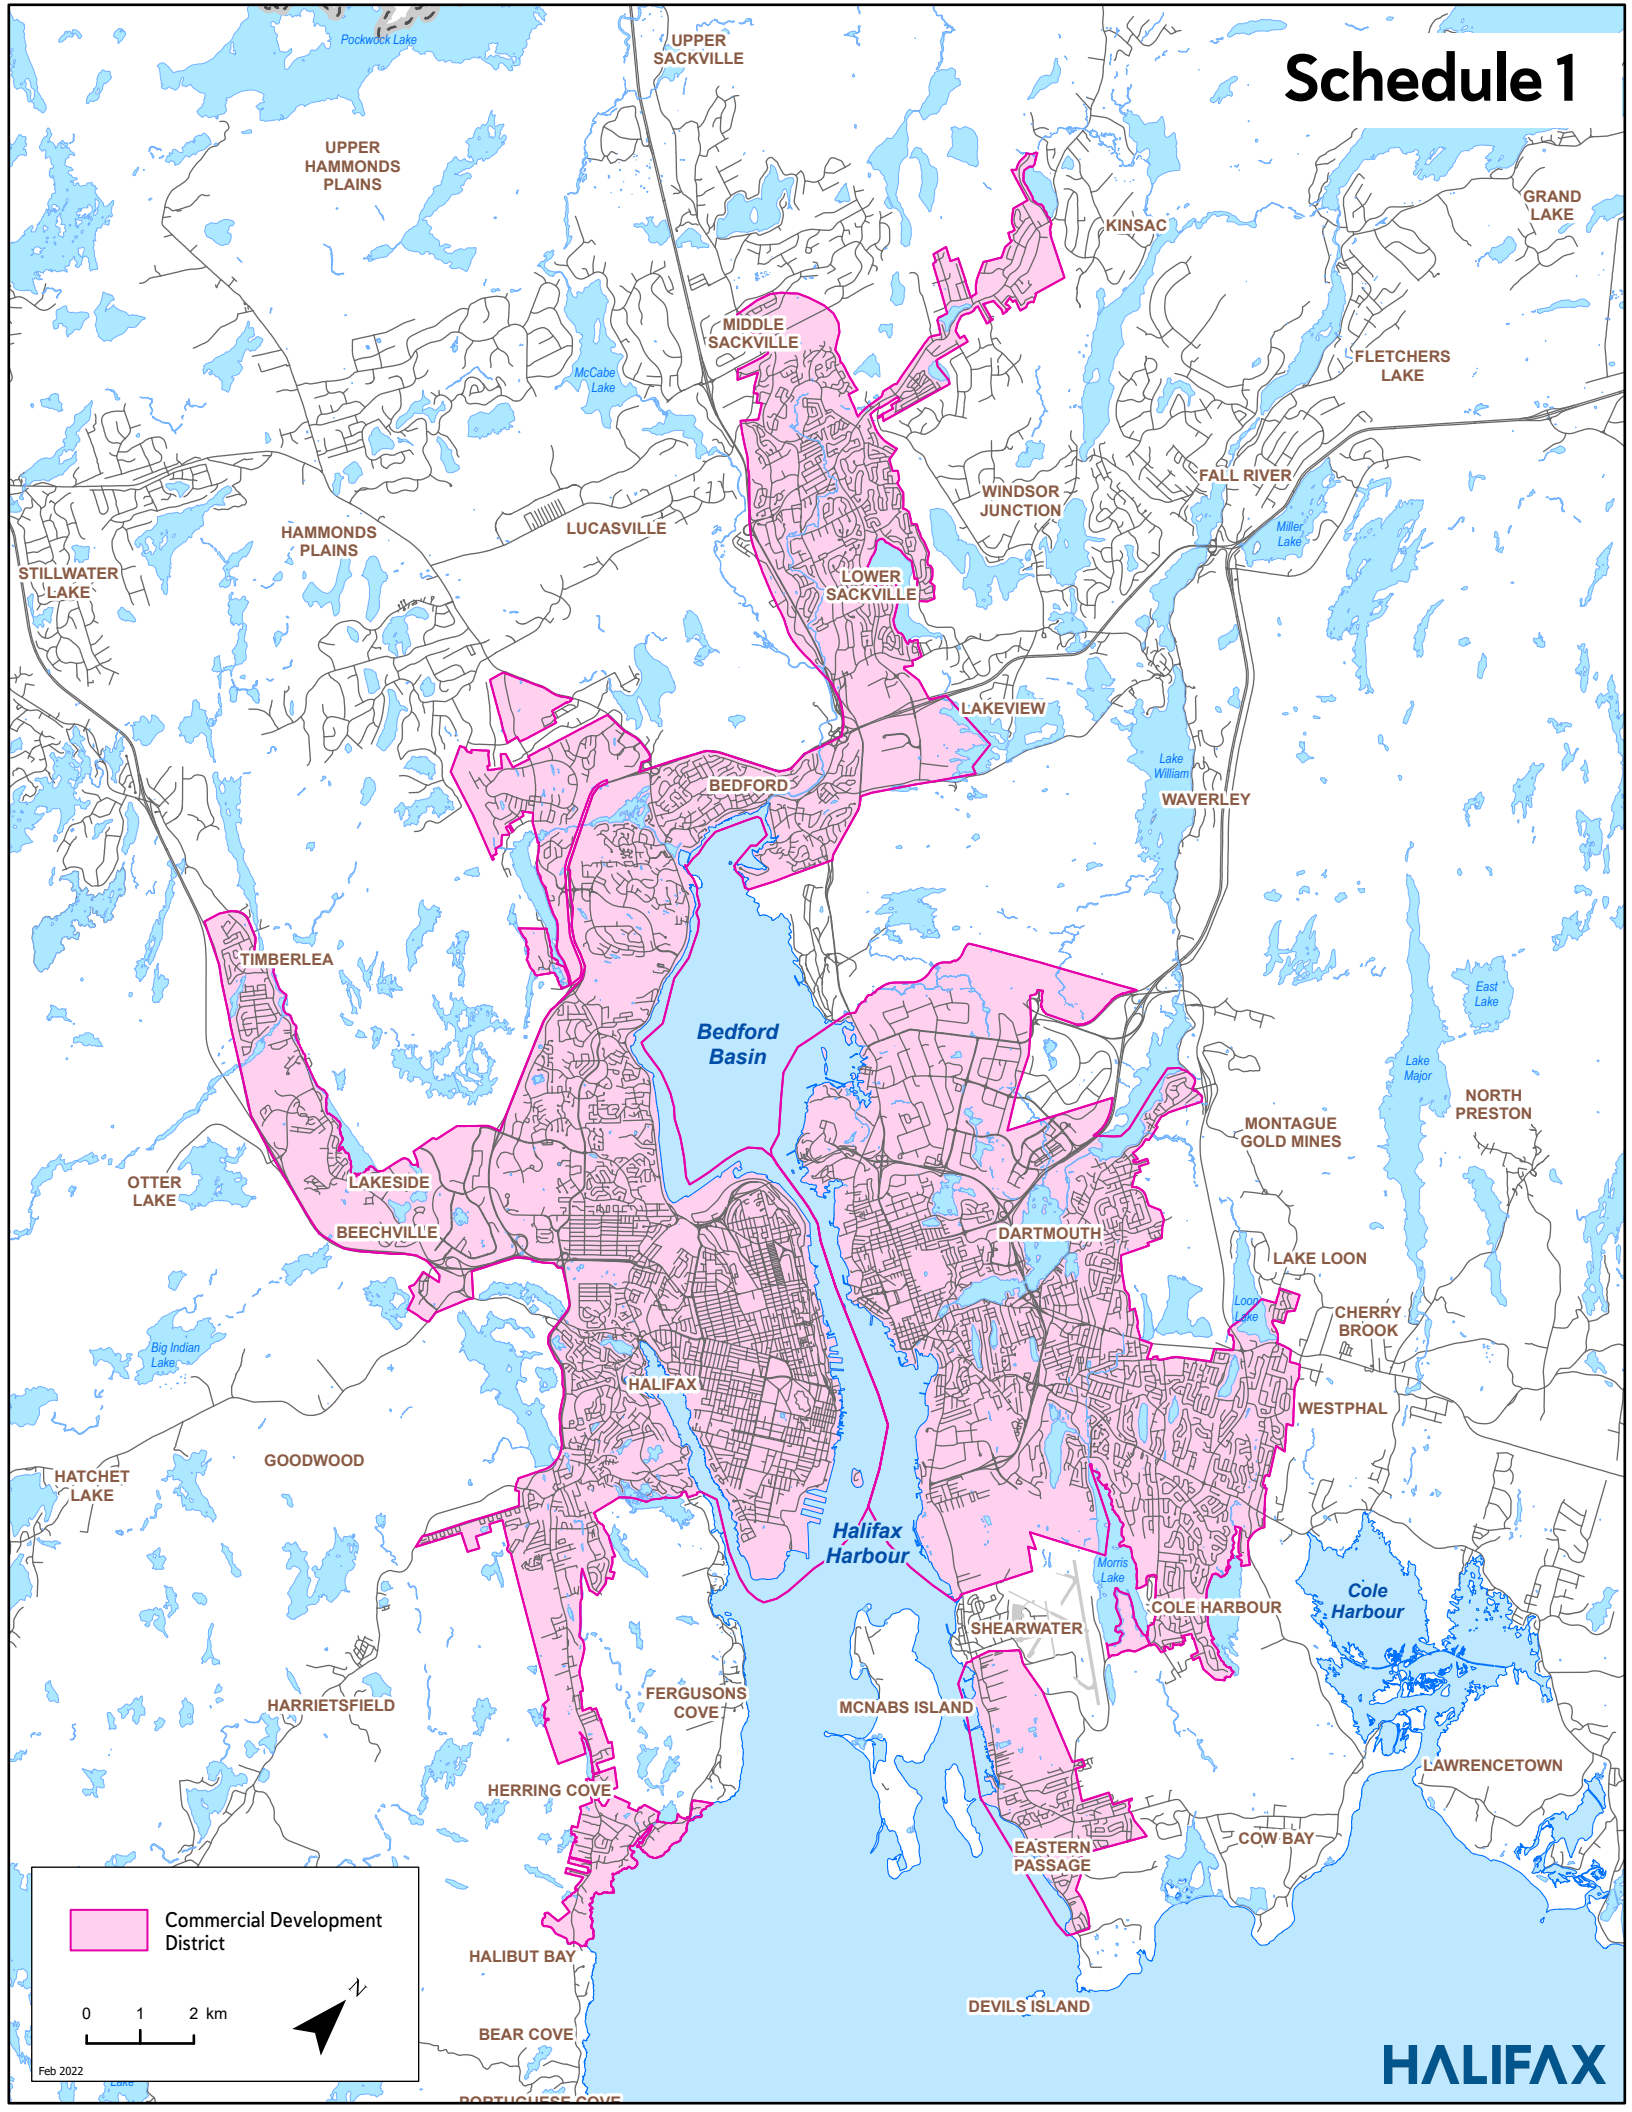 Schedule 1
Pockwock Lake
UPPER
SACKVILLE
UPPER
HAMMONDS
PLAINS
GRAND
LAKE
KINSAC
MIDDLE
SACKVILLE
McCabe
Lake
FLETCHERS
LAKE
FALL RIVER
WINDSOR
JUNCTION
Miller
Lake
LUCASVILLE
HAMMONDS
PLAINS
STILLWATER
LAKE
LOWER
SACKVILLE
LAKEVIEW
Lake
William
BEDFORD
WAVERLEY
TIMBERLEA
East
Lake
Bedford
Basin
Lake
Major
NORTH
PRESTON
MONTAGUE
GOLD MINES
OTTER
LAKE
LAKESIDE
BEECHVILLE
DARTMOUTH
LAKE LOON
Loon
Lake
CHERRY
BROOK
Big Indian
Lake
HALIFAX
WESTPHAL
GOODWOOD
HATCHET
LAKE
Halifax
Harbour
Morris
Lake
Cole
Harbour
COLE HARBOUR
SHEARWATER
HARRIETSFIELD
FERGUSONS
COVE
MCNABS ISLAND
LAWRENCETOWN
HERRING COVE
COW BAY
EASTERN
PASSAGE
Commercial Development
District
HALIBUT BAY
N
0 1 2 km
DEVILS ISLAND
BEAR COVE
Feb 2022
HALIFAX
Lake
PORTUGUESE COVE